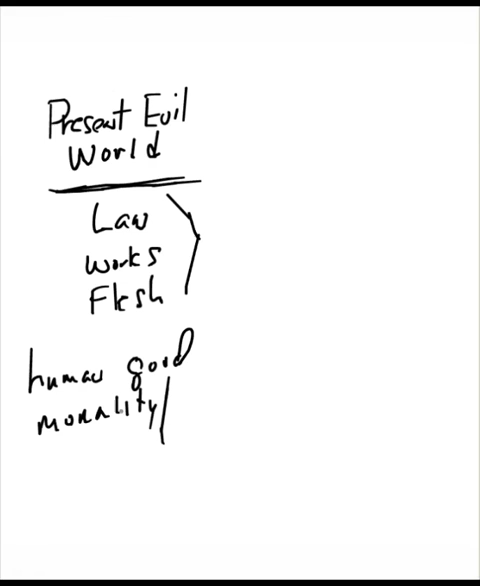 Present Evil
World
Law
Works
Flesh
human good
morality